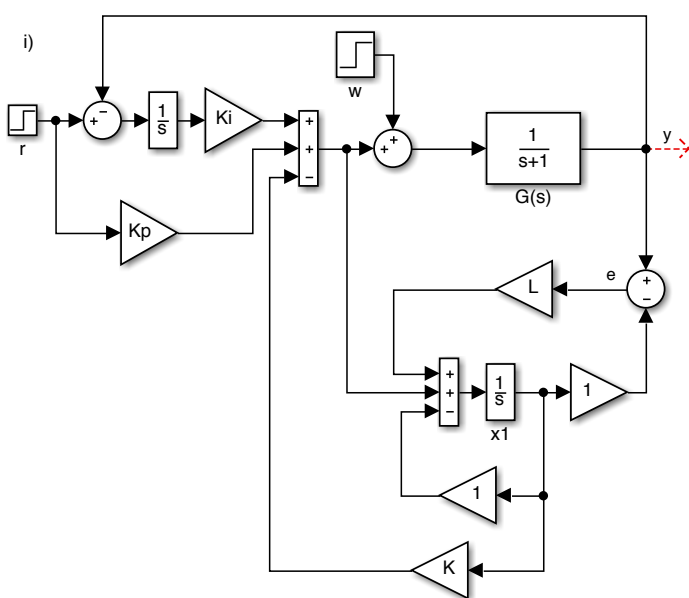 i)
w
r
−
+
1
s
Ki
+
+
−
+
+
1
s+1
G(s)
y
Kp
L
e
+
−
+
+
−
1
s
x1
1
1
K